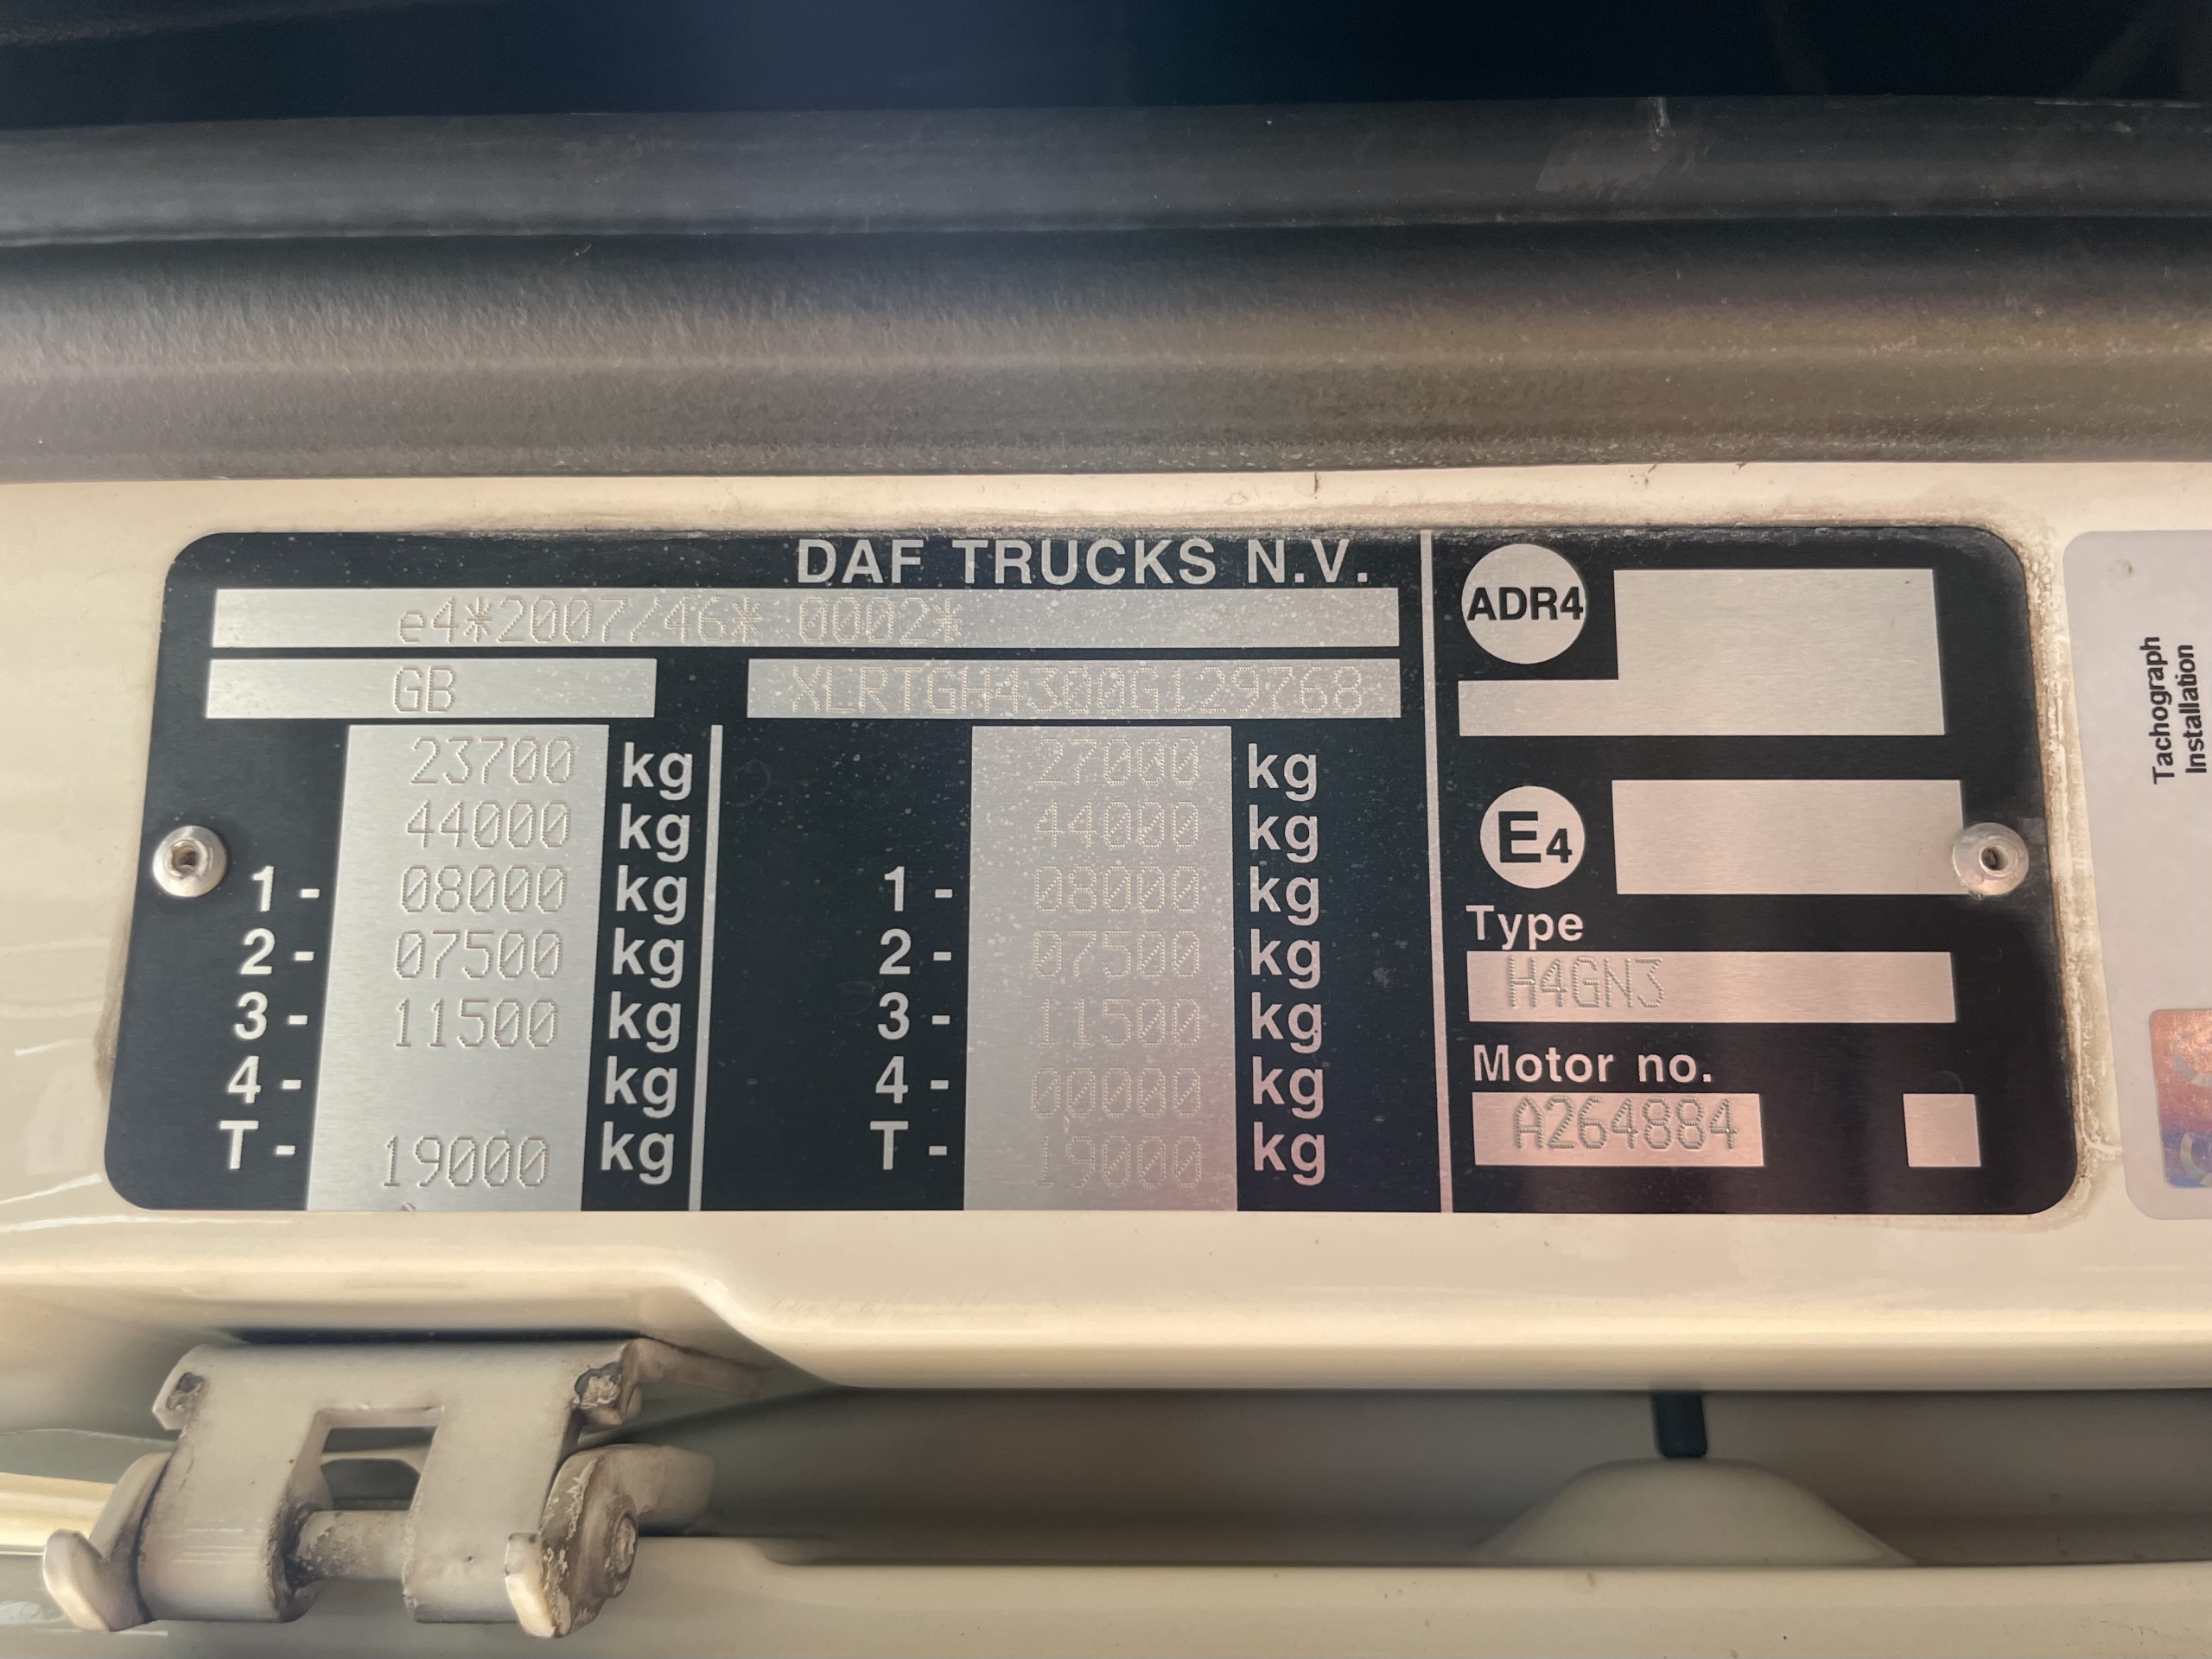 DAF TRUCKS N.V.
e4*2007/46* 0002*
GB XLRTGH4300G129768
23700 kg 27000 kg
44000 kg 44000 kg
1- 08000 kg 1- 08000 kg
2- 07500 kg 2- 07500 kg
3- 11500 kg 3- 11500 kg
4- kg 4- 00000 kg
T- 19000 kg T- 19000 kg
ADR4
E4
Type
H4GN3
Motor no.
A264884
Tachograph
Installation